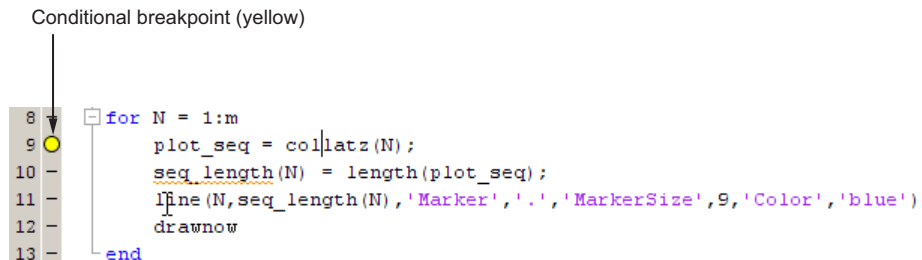 Conditional breakpoint (yellow)
8 - for N = 1:m
9 plot_seq = collatz(N);
10 - seq_length(N) = length(plot_seq);
11 - line(N,seq_length(N),'Marker','.','MarkerSize',9,'Color','blue')
12 - drawnow
13 - end